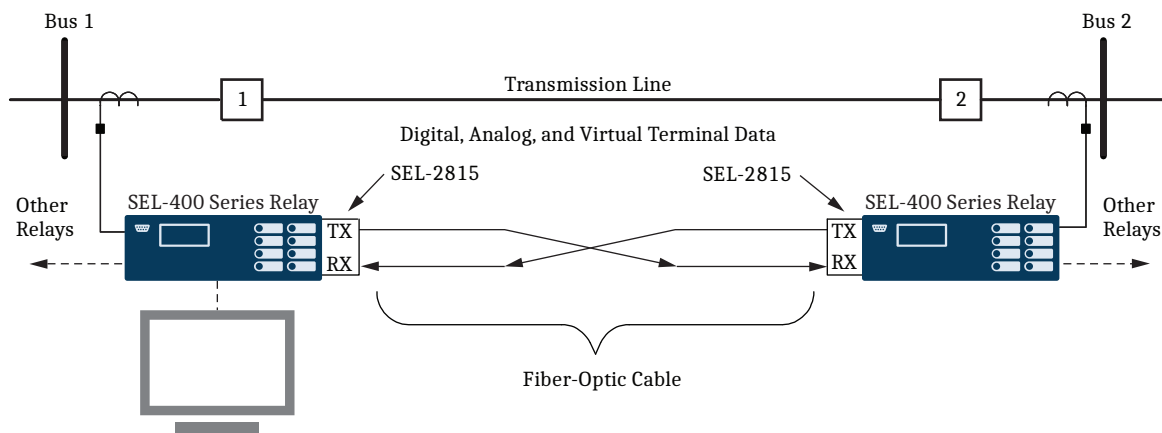 Bus 1
Bus 2
Transmission Line
1
2
Digital, Analog, and Virtual Terminal Data
SEL-2815
SEL-2815
SEL-400 Series Relay
SEL-400 Series Relay
Other
Relays
Other
Relays
TX
RX
TX
RX
Fiber-Optic Cable